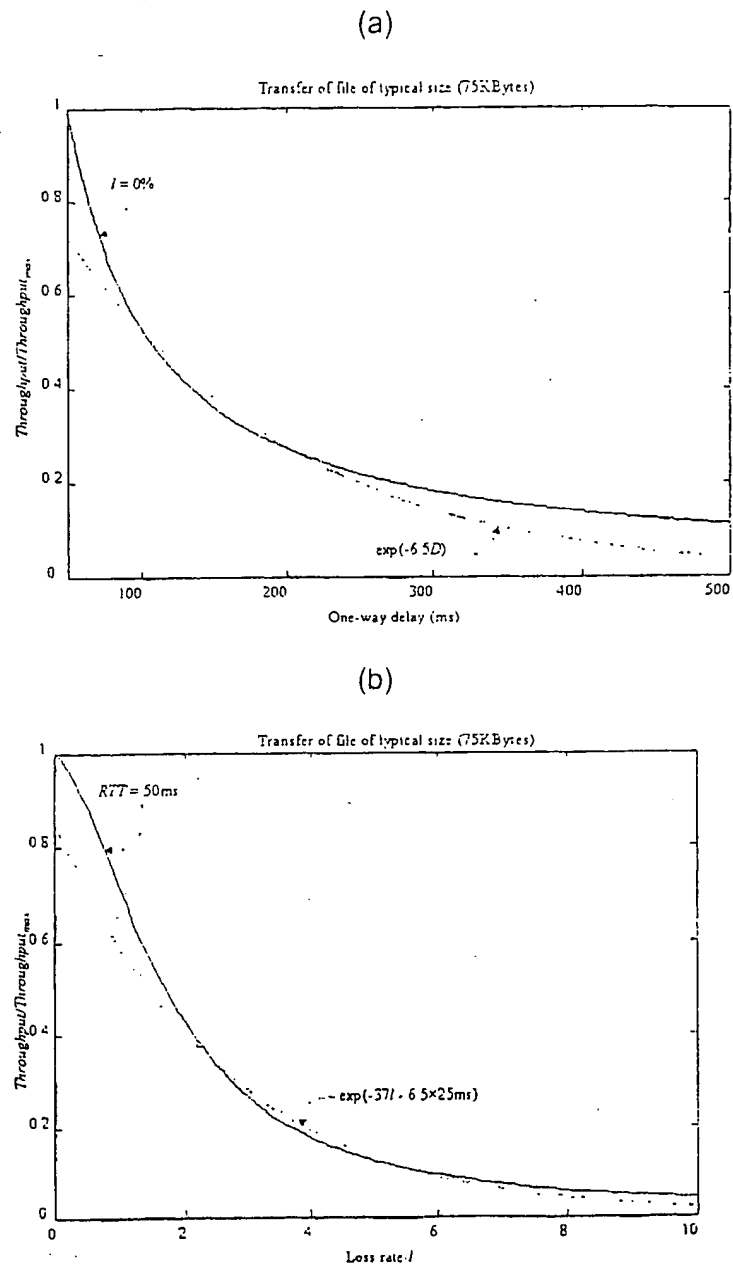 (a)
Transfer of file of typical size (75KBytes)
1
l = 0%
0.8
0.6
Throughput/Throughput_max
0.4
0.2
exp(-6.5D)
0
100 200 300 400 500
One-way delay (ms)
(b)
Transfer of file of typical size (75KBytes)
1
RTT = 50ms
0.8
0.6
Throughput/Throughput_max
0.4
exp(-37l - 6.5×25ms)
0.2
0
0 2 4 6 8 10
Loss rate l